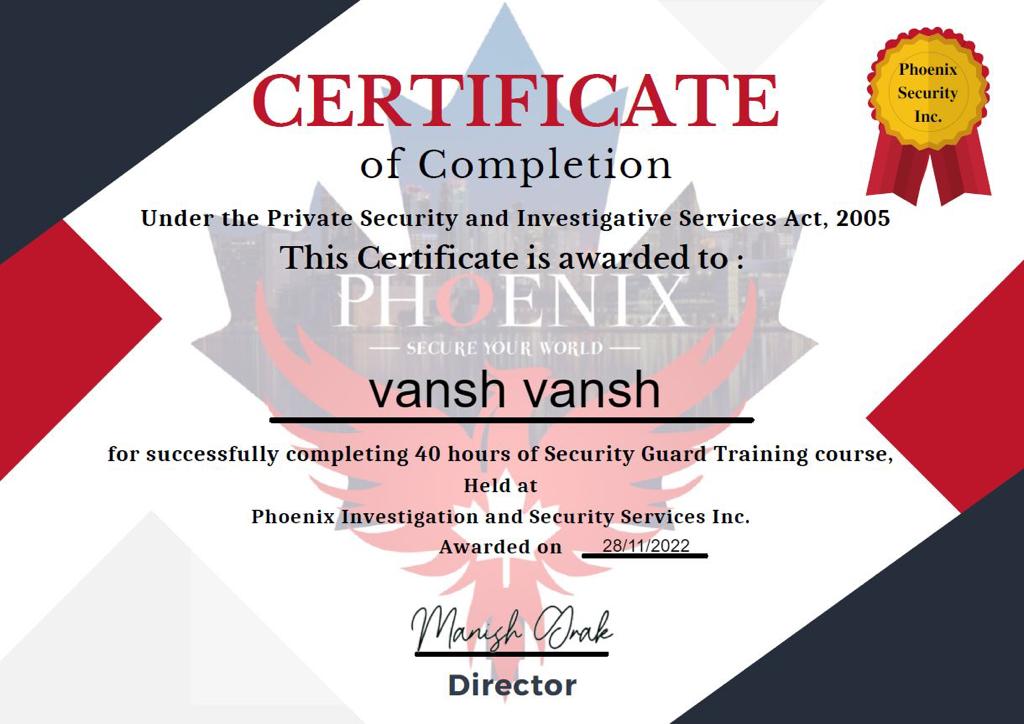 CERTIFICATE
of Completion
Phoenix
Security
Inc.
Under the Private Security and Investigative Services Act, 2005
This Certificate is awarded to :
PHOENIX
SECURE YOUR WORLD
vansh vansh
for successfully completing 40 hours of Security Guard Training course,
Held at
Phoenix Investigation and Security Services Inc.
Awarded on 28/11/2022
Manish
Director